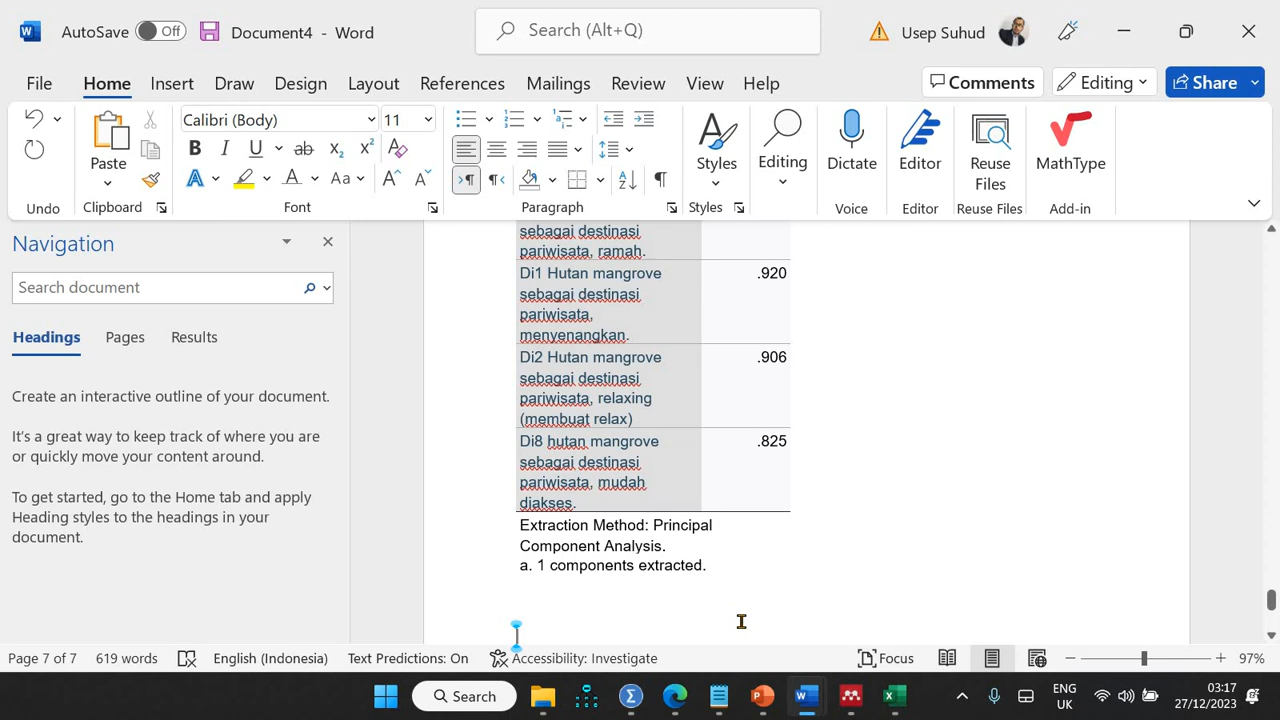 AutoSave Off Document4 - Word Search (Alt+Q) Usep Suhud
File Home Insert Draw Design Layout References Mailings Review View Help Comments Editing Share
Calibri (Body) 11
Paste Styles Editing Dictate Editor Reuse Files MathType
Undo Clipboard Font Paragraph Styles Voice Editor Reuse Files Add-in
Navigation
Search document
Headings Pages Results
Create an interactive outline of your document.
It's a great way to keep track of where you are
or quickly move your content around.
To get started, go to the Home tab and apply
Heading styles to the headings in your
document.
sebagai destinasi
pariwisata, ramah.
Di1 Hutan mangrove .920
sebagai destinasi
pariwisata,
menyenangkan.
Di2 Hutan mangrove .906
sebagai destinasi
pariwisata, relaxing
(membuat relax)
Di8 hutan mangrove .825
sebagai destinasi
pariwisata, mudah
diakses.
Extraction Method: Principal
Component Analysis.
a. 1 components extracted.
Page 7 of 7 619 words English (Indonesia) Text Predictions: On Accessibility: Investigate Focus 97%
Search ENG UK 03:17 27/12/2023